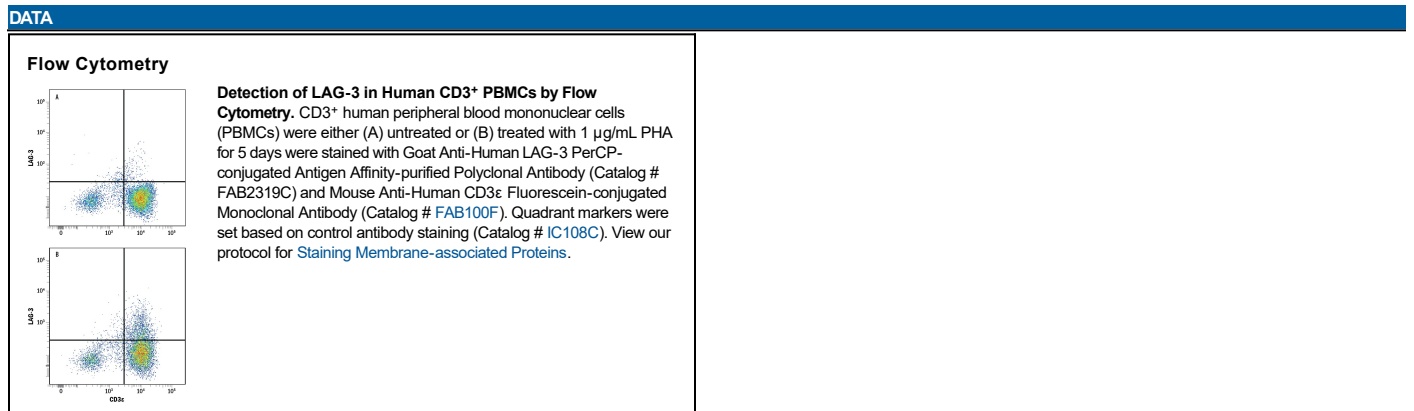 DATA
Flow Cytometry
Detection of LAG-3 in Human CD3⁺ PBMCs by Flow
Cytometry. CD3⁺ human peripheral blood mononuclear cells
(PBMCs) were either (A) untreated or (B) treated with 1 µg/mL PHA
for 5 days were stained with Goat Anti-Human LAG-3 PerCP-
conjugated Antigen Affinity-purified Polyclonal Antibody (Catalog #
FAB2319C) and Mouse Anti-Human CD3ε Fluorescein-conjugated
Monoclonal Antibody (Catalog # FAB100F). Quadrant markers were
set based on control antibody staining (Catalog # IC108C). View our
protocol for Staining Membrane-associated Proteins.
A
LAG-3
0
B
LAG-3
0
CD3ε